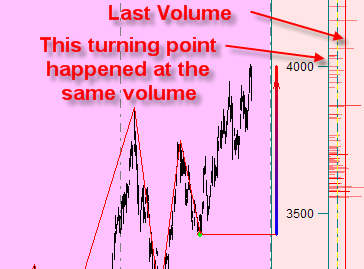 Last Volume
This turning point
happened at the
same volume
4000
3500